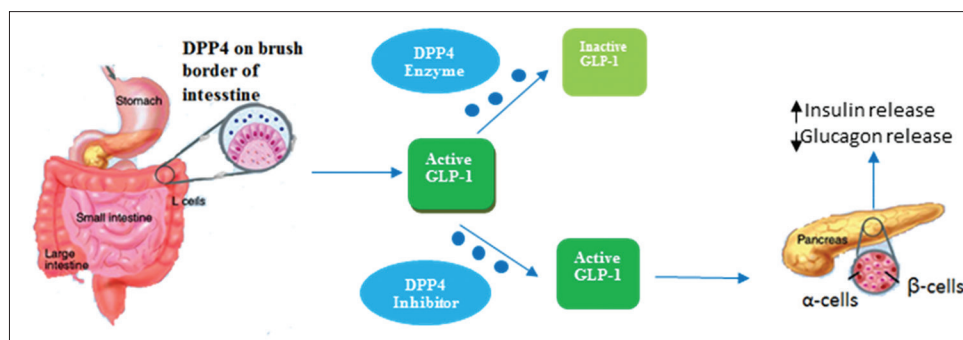 DPP4 on brush
border of
intesstine
Stomach
L cells
Small intestine
Large
intestine
DPP4
Enzyme
Inactive
GLP-1
Active
GLP-1
DPP4
Inhibitor
Active
GLP-1
Insulin release
Glucagon release
Pancreas
α-cells
β-cells